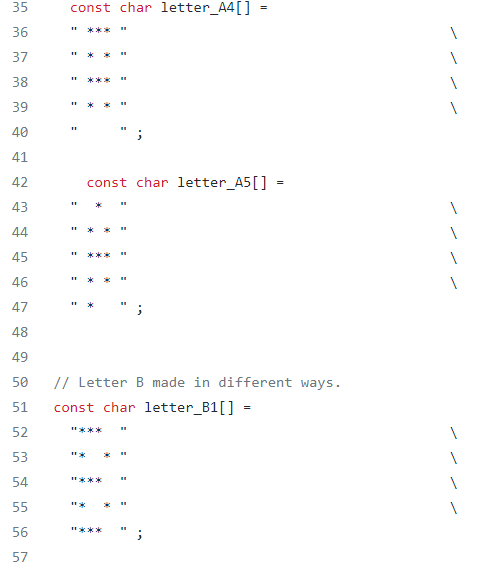 35     const char letter_A4[] =
36     " *** "                                        \
37     " * * "                                        \
38     " *** "                                        \
39     " * * "                                        \
40     "     " ;
41
42       const char letter_A5[] =
43     "  *  "                                        \
44     " * * "                                        \
45     " *** "                                        \
46     " * * "                                        \
47     " *   " ;
48
49
50   // Letter B made in different ways.
51   const char letter_B1[] =
52     "***  "                                        \
53     "*  * "                                        \
54     "***  "                                        \
55     "*  * "                                        \
56     "***  " ;
57